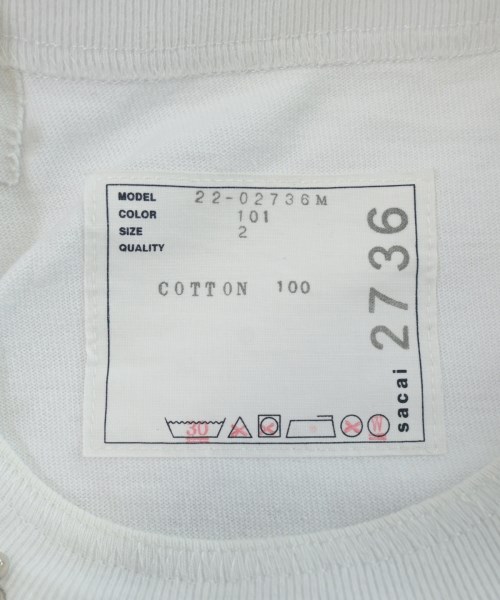 MODEL 22-02736M
COLOR 101
SIZE 2
QUALITY
COTTON 100
30 W
sacai 2736